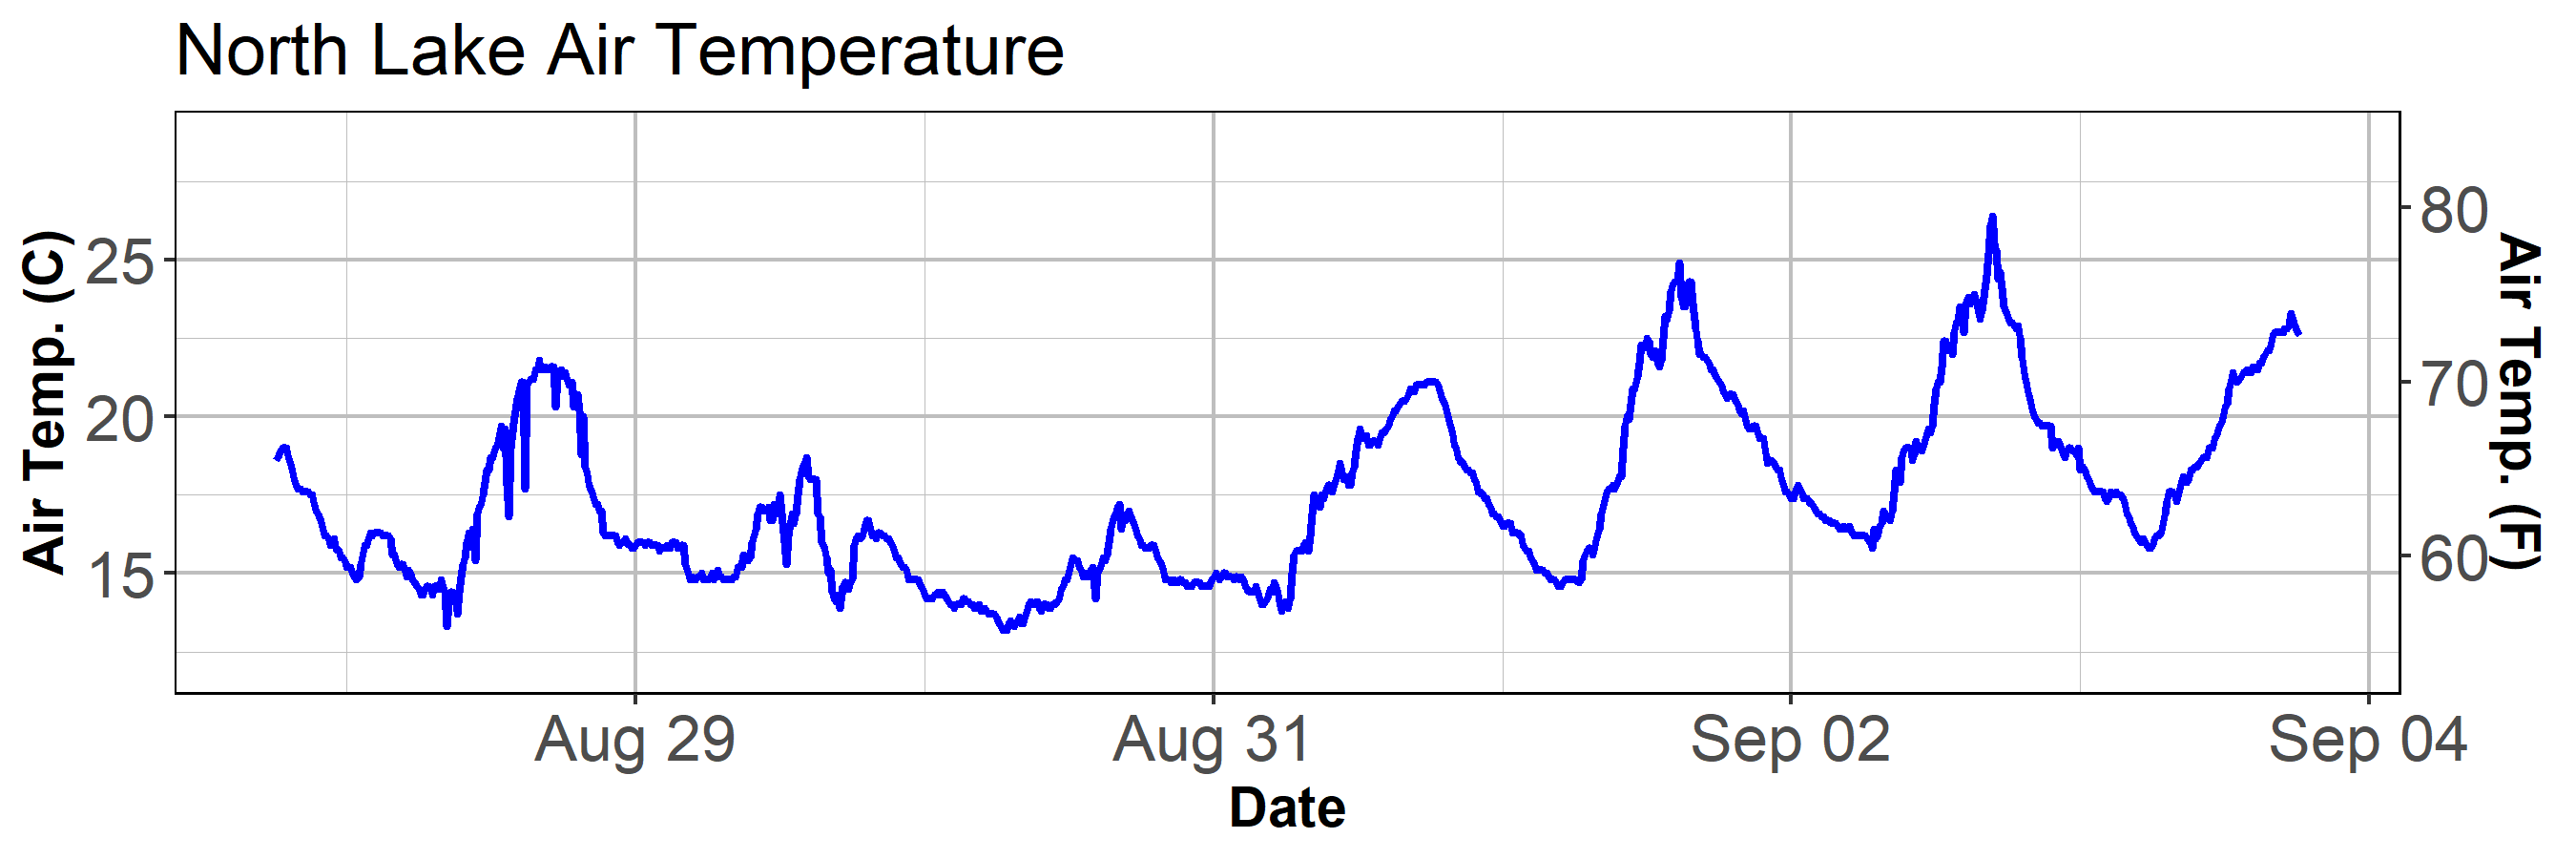 North Lake Air Temperature
Air Temp. (C)
25
20
15
80
70
60
Air Temp. (F)
Aug 29
Aug 31
Sep 02
Sep 04
Date